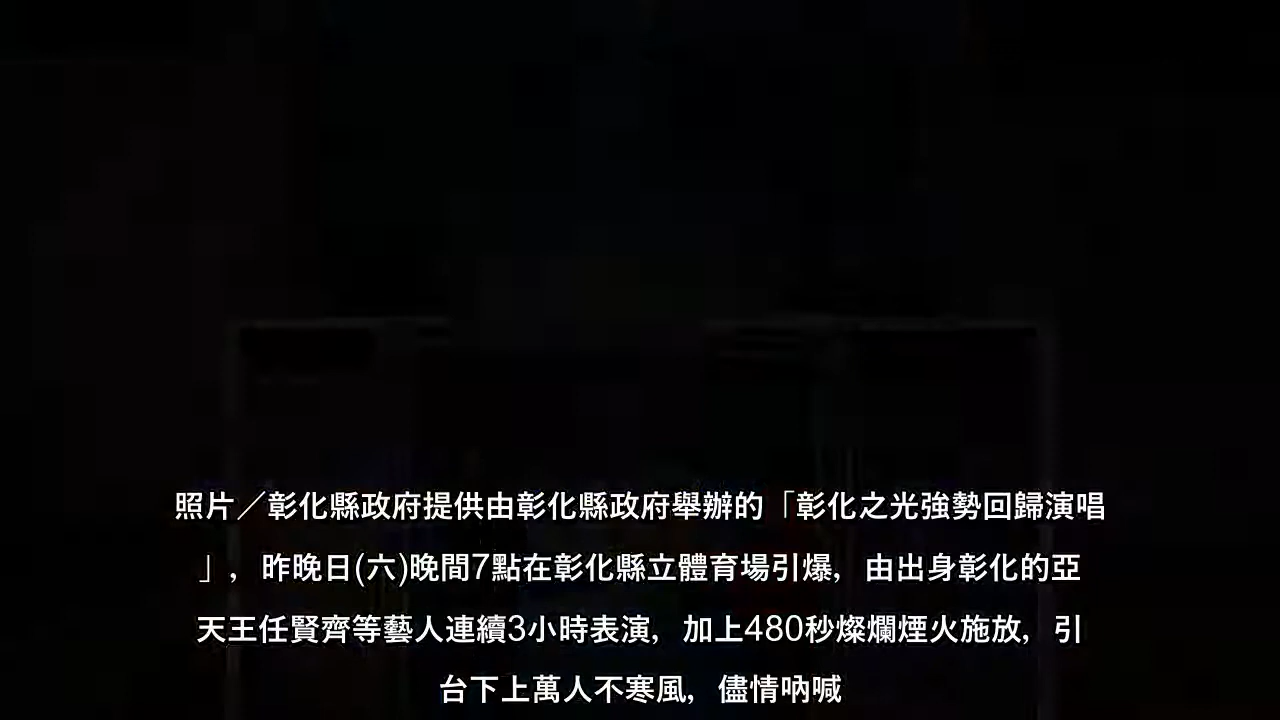 照片／彰化縣政府提供由彰化縣政府舉辦的「彰化之光強勢回歸演唱
」，昨晚日(六)晚間7點在彰化縣立體育場引爆，由出身彰化的亞
天王任賢齊等藝人連續3小時表演，加上480秒燦爛煙火施放，引
台下上萬人不寒風，儘情吶喊